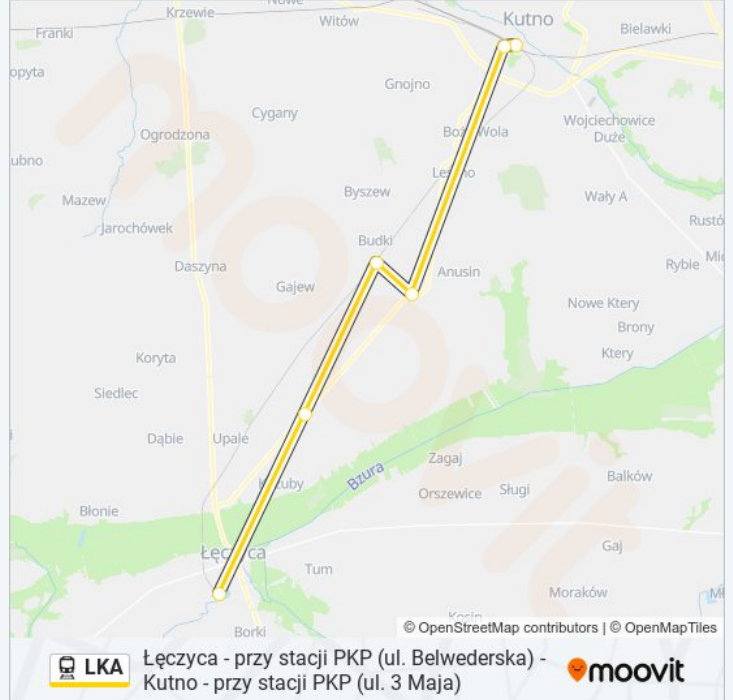 Nowe
Krzewie
Kutno
Witów
Franki
Bielawki
opyta
Gnojno
Cygany
Wojciechowice
Duże
Ogrodzona
Boża Wola
ubno
Leszno
Byszew
Wały A
Mazew
Rustó
Jarochówek
Budki
Daszyna
Anusin
Rybie
Mic
Gajew
Nowe Ktery
Brony
Koryta
Ktery
Siedlec
Dąbie
Upale
Zagaj
Balków
Bzura
Orszewice
Sługi
Błonie
Łęczyca
Gaj
Tum
Moraków
Borki
© OpenStreetMap contributors | © OpenMapTiles
LKA
Łęczyca - przy stacji PKP (ul. Belwederska) -
Kutno - przy stacji PKP (ul. 3 Maja)
moovit